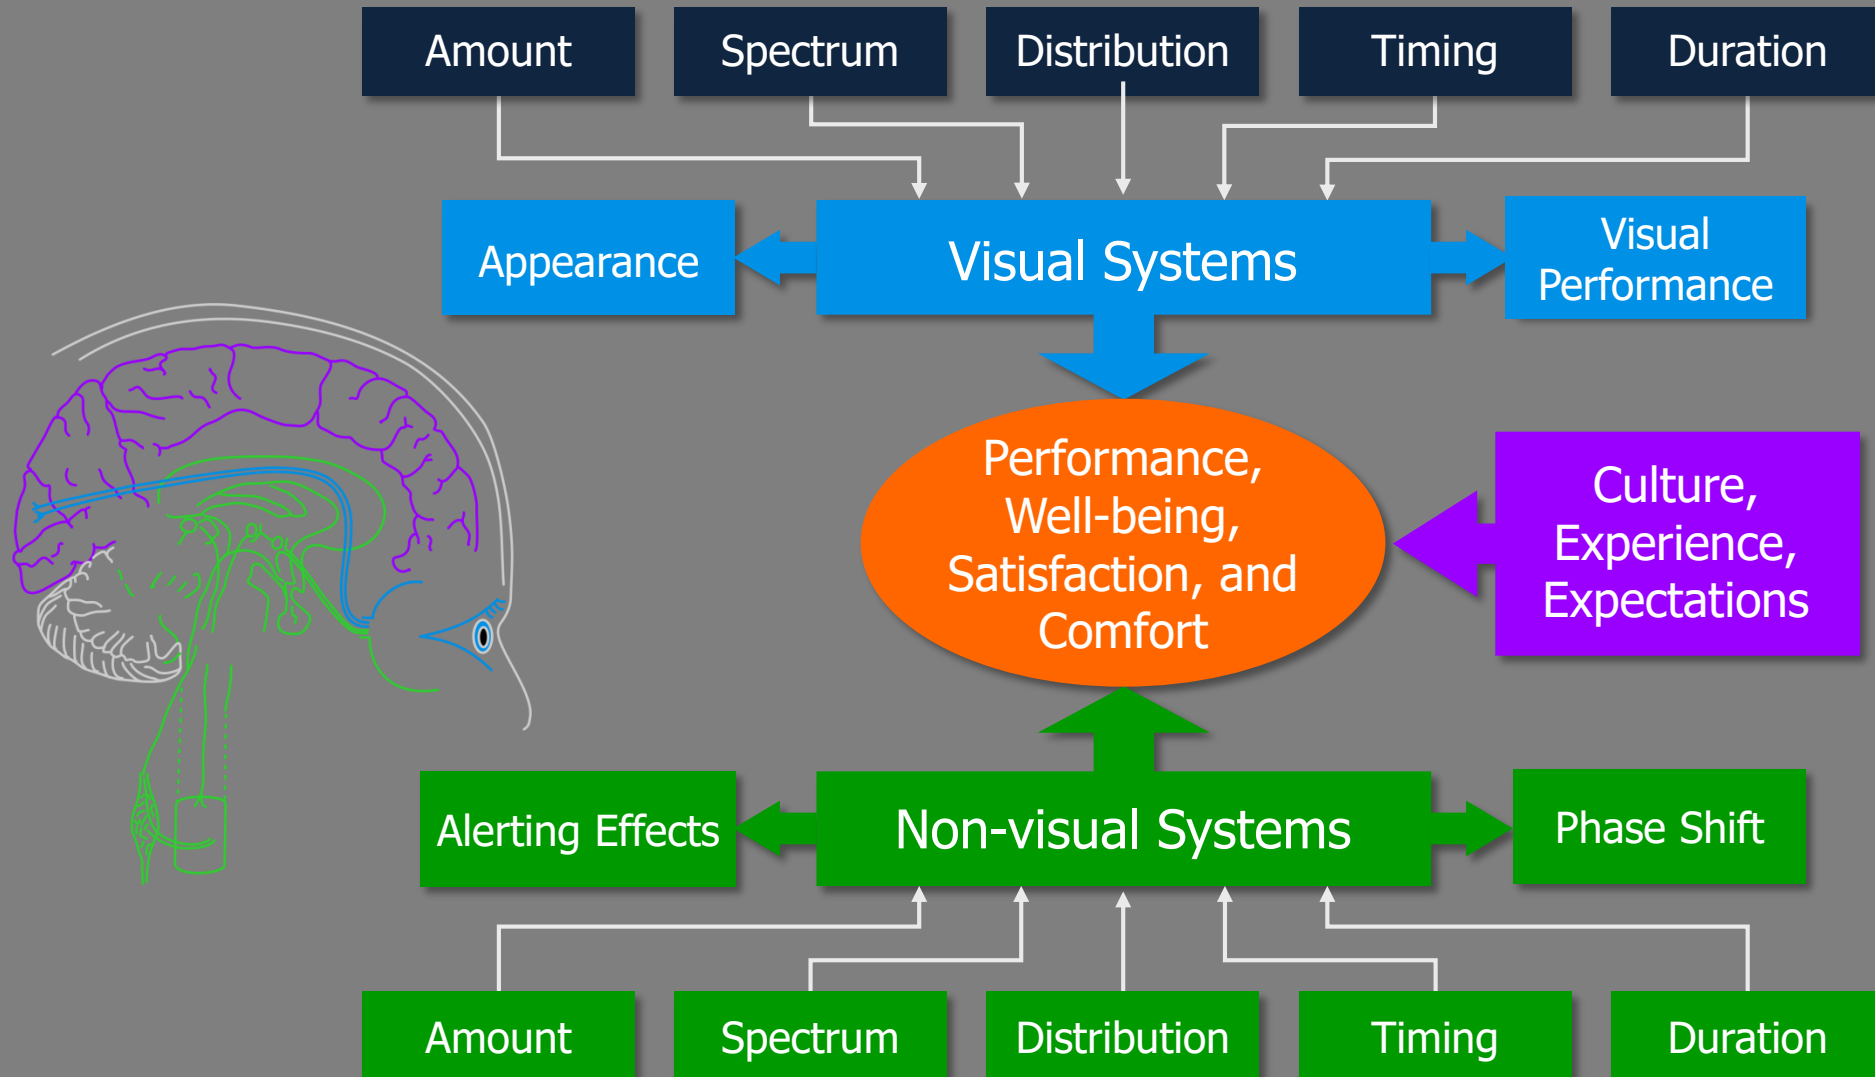 Amount
Spectrum
Distribution
Timing
Duration
Appearance
Visual Systems
Visual
Performance
Performance,
Well-being,
Satisfaction, and
Comfort
Culture,
Experience,
Expectations
Alerting Effects
Non-visual Systems
Phase Shift
Amount
Spectrum
Distribution
Timing
Duration